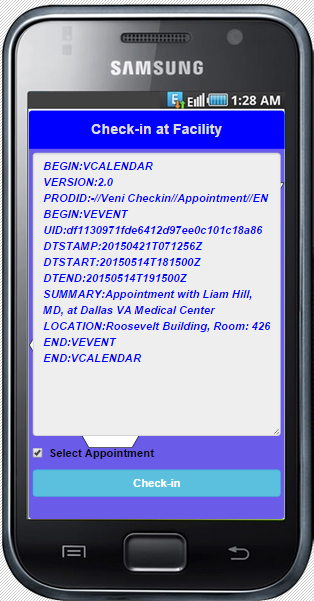 SAMSUNG
1:28 AM
Check-in at Facility
BEGIN:VCALENDAR
VERSION:2.0
PRODID:-//Veni Checkin//Appointment//EN
BEGIN:VEVENT
UID:df1130971fde6412d97ee0c101c18a86
DTSTAMP:20150421T071256Z
DTSTART:20150514T181500Z
DTEND:20150514T191500Z
SUMMARY:Appointment with Liam Hill,
MD, at Dallas VA Medical Center
LOCATION:Roosevelt Building, Room: 426
END:VEVENT
END:VCALENDAR
Select Appointment
Check-in